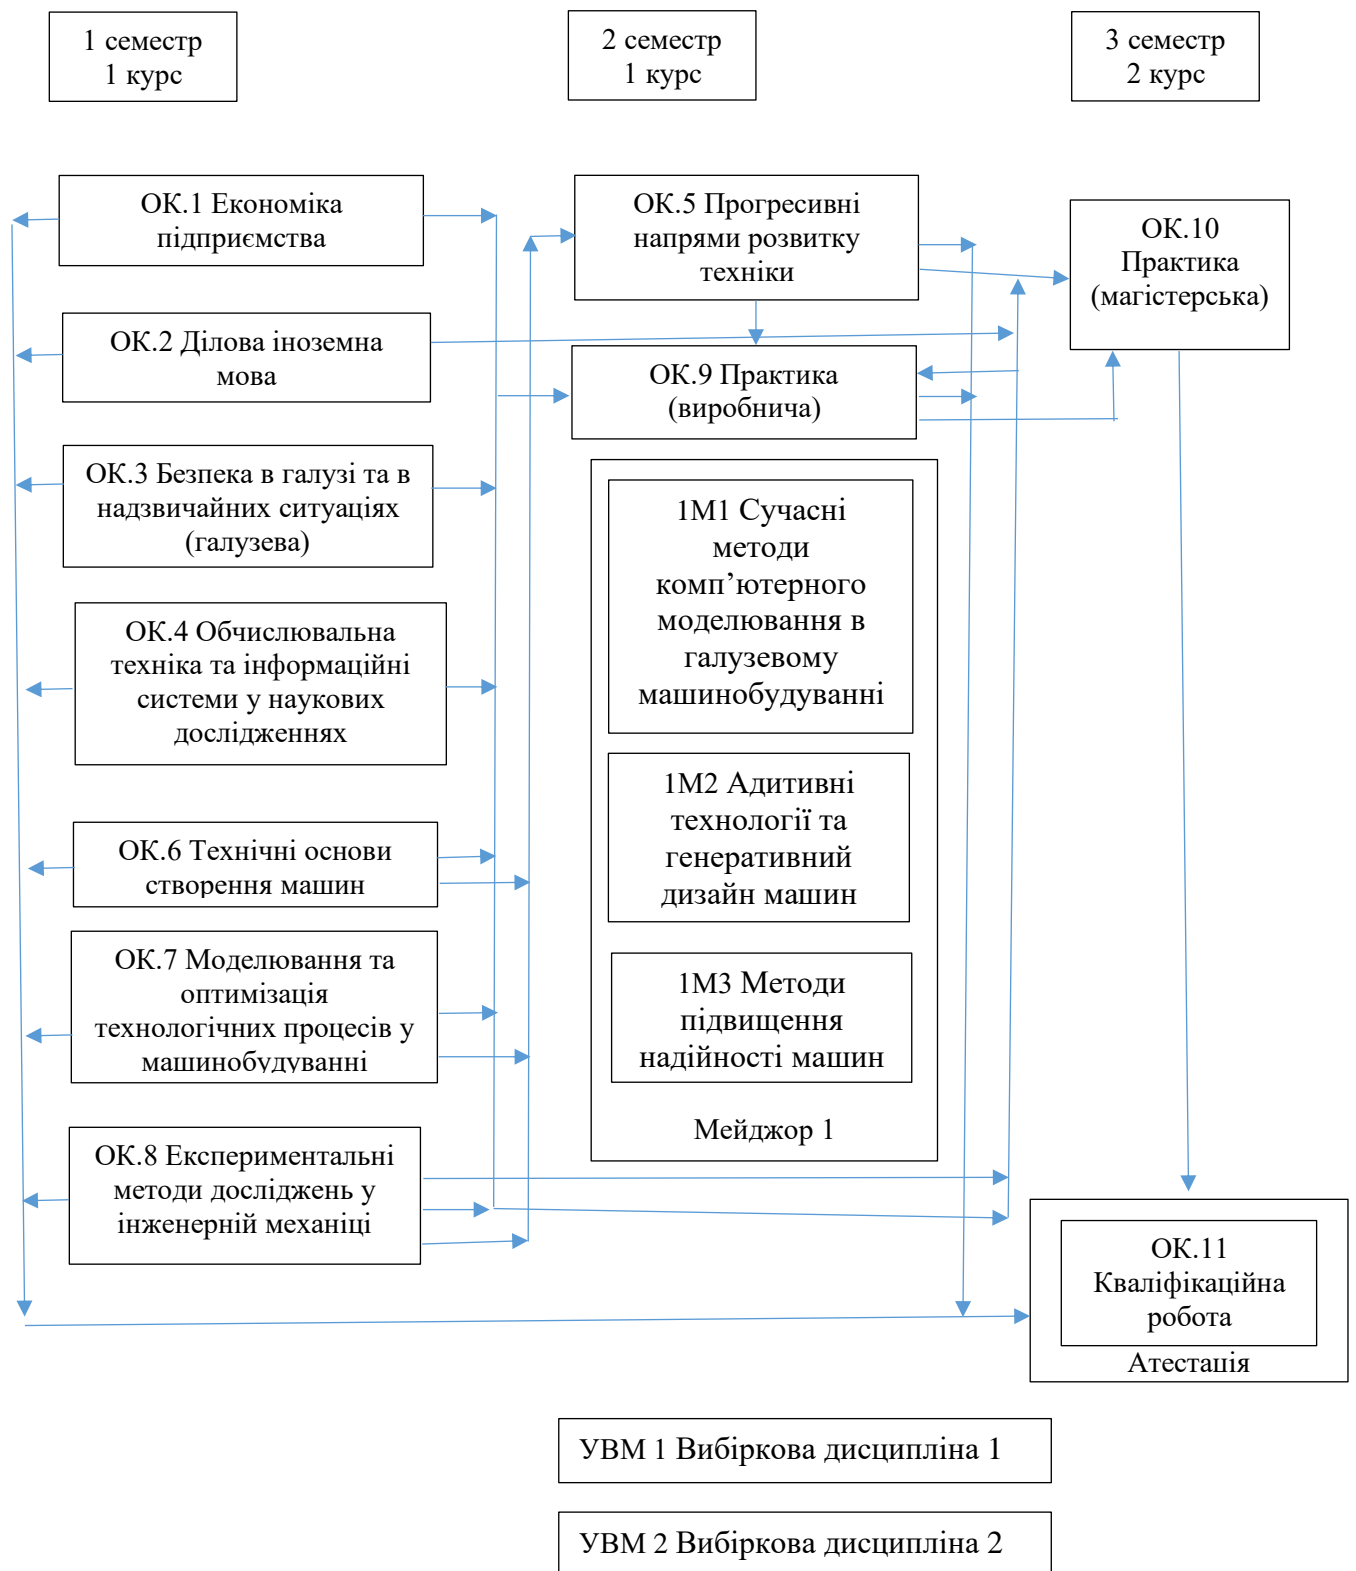 1 семестр
1 курс
2 семестр
1 курс
3 семестр
2 курс
ОК.1 Економіка
підприємства
ОК.2 Ділова іноземна
мова
ОК.3 Безпека в галузі та в
надзвичайних ситуаціях
(галузева)
ОК.4 Обчислювальна
техніка та інформаційні
системи у наукових
дослідженнях
ОК.6 Технічні основи
створення машин
ОК.7 Моделювання та
оптимізація
технологічних процесів у
машинобудуванні
ОК.8 Експериментальні
методи досліджень у
інженерній механіці
ОК.5 Прогресивні
напрями розвитку
техніки
ОК.9 Практика
(виробнича)
1М1 Сучасні
методи
комп’ютерного
моделювання в
галузевому
машинобудуванні
1М2 Адитивні
технології та
генеративний
дизайн машин
1М3 Методи
підвищення
надійності машин
Мейджор 1
ОК.10
Практика
(магістерська)
ОК.11
Кваліфікаційна
робота
Атестація
УВМ 1 Вибіркова дисципліна 1
УВМ 2 Вибіркова дисципліна 2